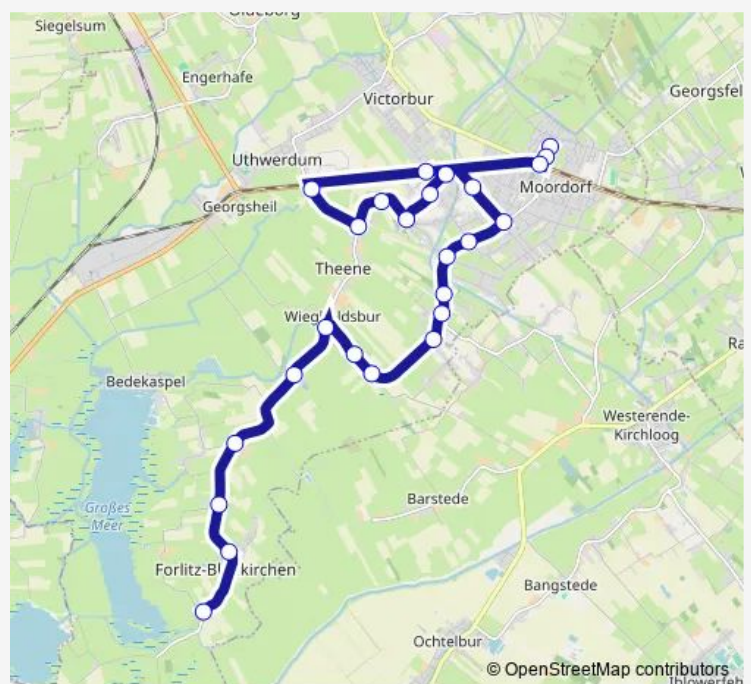 Siegelsum
Engerhafe
Georgsfel
Victorbur
Uthwerdum
Moordorf
Georgsheil
Theene
Bedekaspel
Westerende-
Kirchloog
Barstede
Großes
Meer
Bangstede
Ochtelbur
© OpenStreetMap contributors